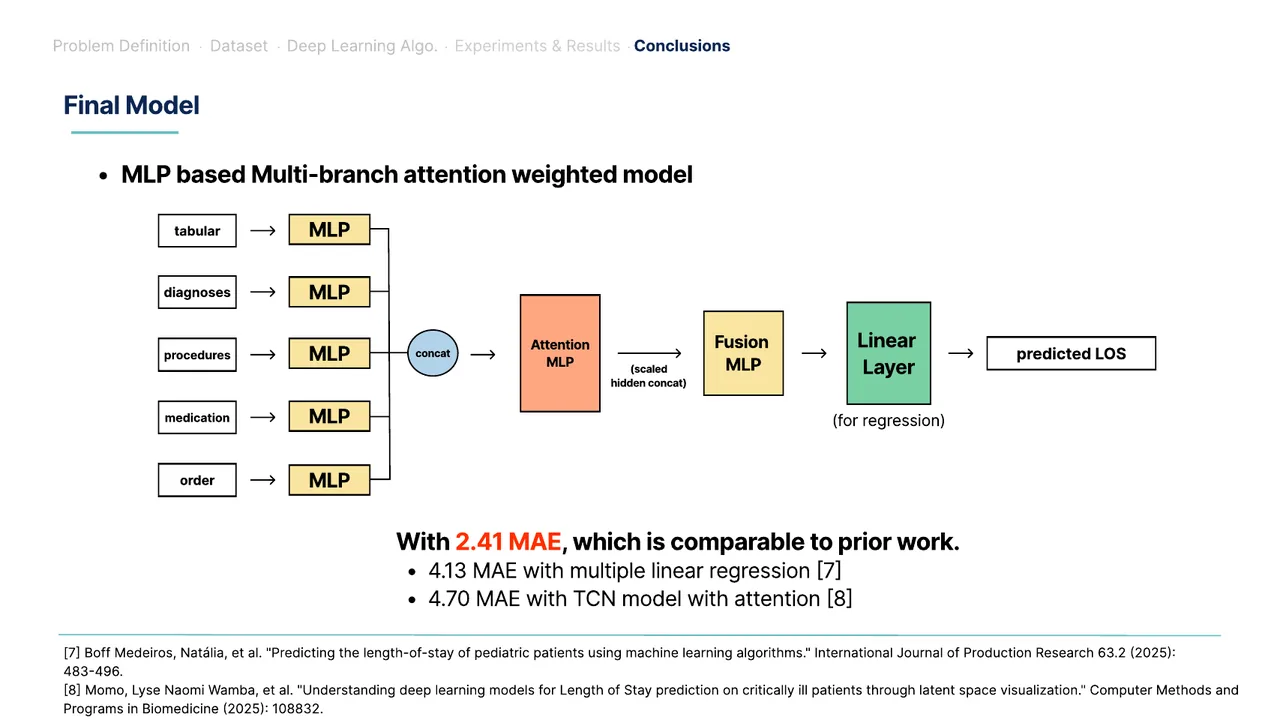 Problem Definition · Dataset · Deep Learning Algo. · Experiments & Results · Conclusions
Final Model
• MLP based Multi-branch attention weighted model
tabular
MLP
diagnoses
MLP
procedures
MLP
medication
MLP
order
MLP
concat
Attention
MLP
(scaled
hidden concat)
Fusion
MLP
Linear
Layer
(for regression)
predicted LOS
With 2.41 MAE, which is comparable to prior work.
• 4.13 MAE with multiple linear regression [7]
• 4.70 MAE with TCN model with attention [8]
[7] Boff Medeiros, Natália, et al. "Predicting the length-of-stay of pediatric patients using machine learning algorithms." International Journal of Production Research 63.2 (2025):
483-496.
[8] Momo, Lyse Naomi Wamba, et al. "Understanding deep learning models for Length of Stay prediction on critically ill patients through latent space visualization." Computer Methods and
Programs in Biomedicine (2025): 108832.